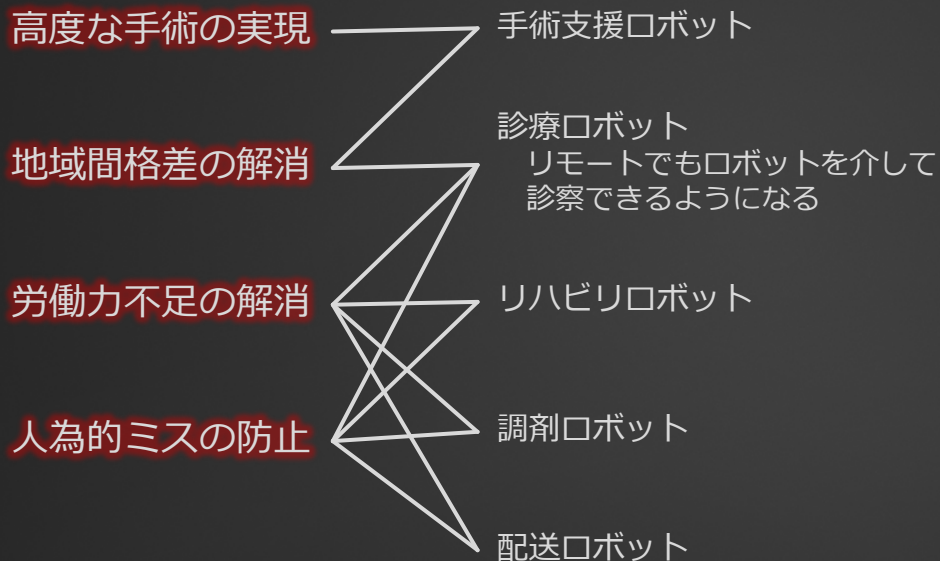 高度な手術の実現
手術支援ロボット
地域間格差の解消
診療ロボット
リモートでもロボットを介して
診察できるようになる
労働力不足の解消
リハビリロボット
人為的ミスの防止
調剤ロボット
配送ロボット